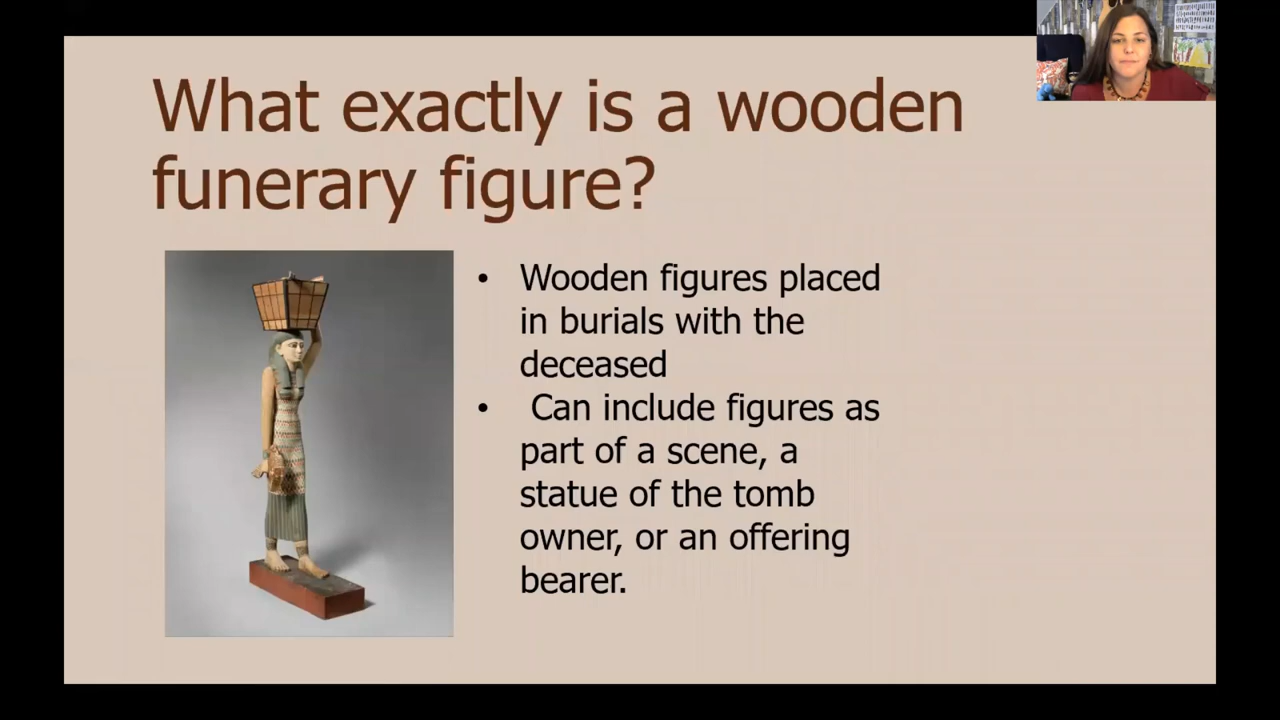 What exactly is a wooden
funerary figure?
• Wooden figures placed
in burials with the
deceased
• Can include figures as
part of a scene, a
statue of the tomb
owner, or an offering
bearer.